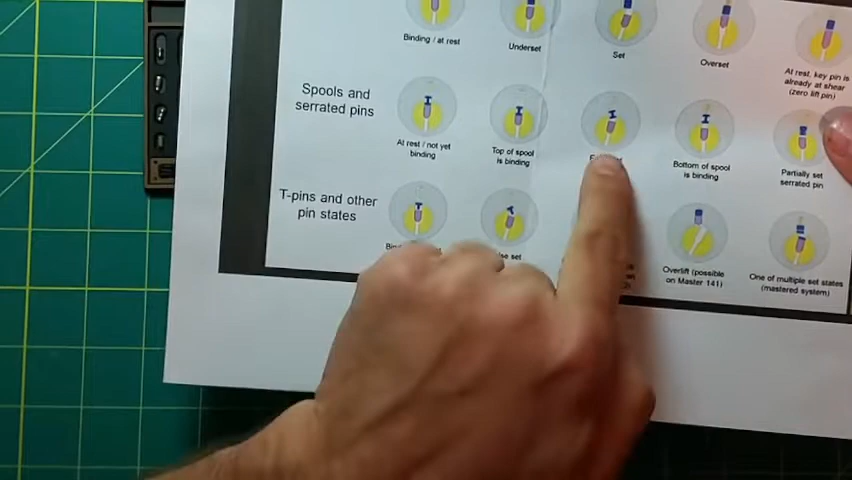 Binding / at rest
Underset
Set
Overset
At rest, key pin is
already at shear
(zero lift pin)
Spools and
serrated pins
At rest / not yet
binding
Top of spool
is binding
Bottom of spool
is binding
Partially set
serrated pin
T-pins and other
pin states
set
Overlift (possible
on Master 141)
One of multiple set states
(mastered system)